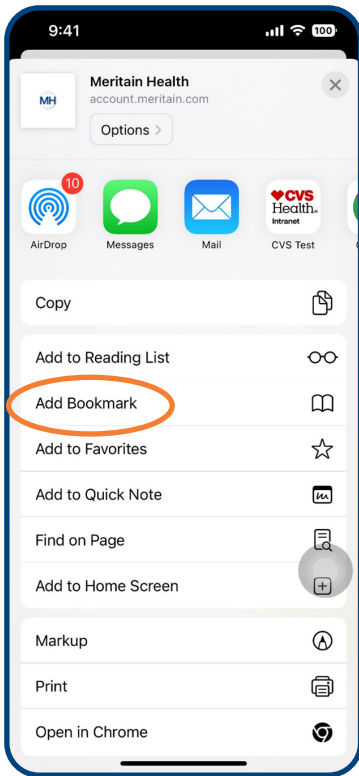 9:41
100
MH
Meritain Health
account.meritain.com
Options >
10
CVS
Health.
Intranet
AirDrop
Messages
Mail
CVS Test
Copy
Add to Reading List
Add Bookmark
Add to Favorites
Add to Quick Note
Find on Page
Add to Home Screen
Markup
Print
Open in Chrome